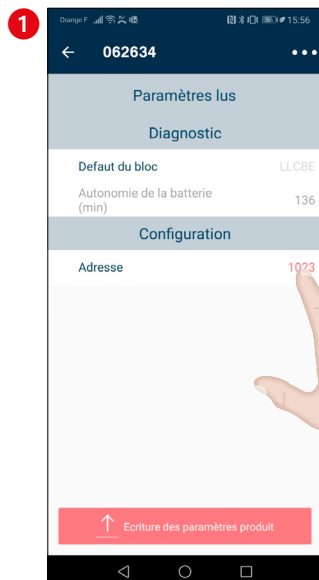 1
Orange F 15:56
062634
Paramètres lus
Diagnostic
Defaut du bloc LLCBE
Autonomie de la batterie
(min) 136
Configuration
Adresse 1023
Ecriture des paramètres produit